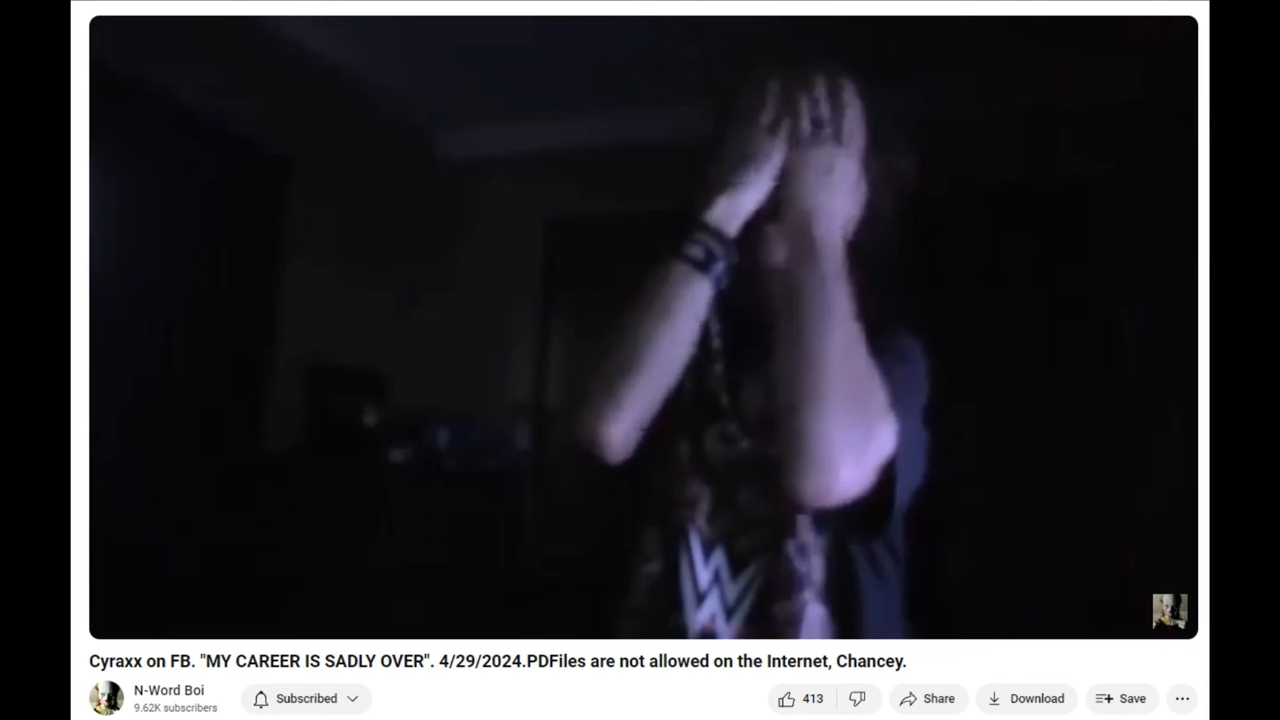 W
Cyraxx on FB. "MY CAREER IS SADLY OVER". 4/29/2024.PDFiles are not allowed on the Internet, Chancey.
N-Word Boi
Subscribed
413
Share
Download
Save
9.62K subscribers